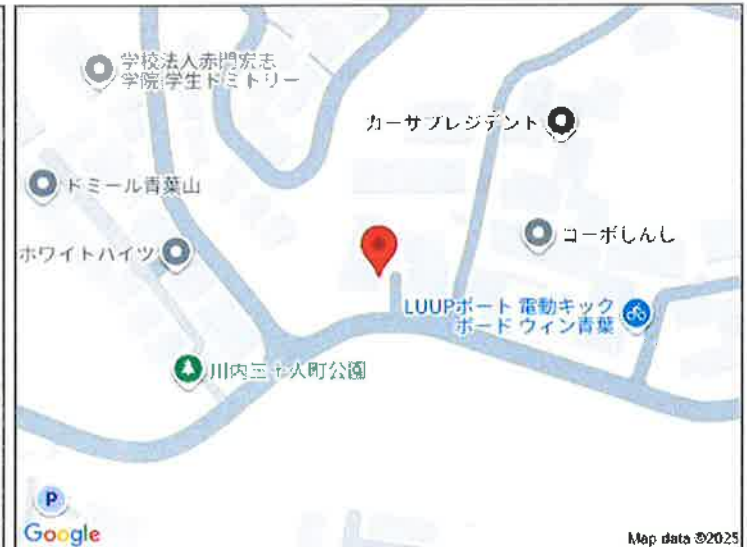 学校法人赤門宏志
学院 学生ドミトリー
カーサプレジデント
ドミール青葉山
ホワイトハイツ
コーポしんし
LUUPポート 電動キック
ボード ウィン青葉
川内三十人町公園
P
Google
Map data ©2025